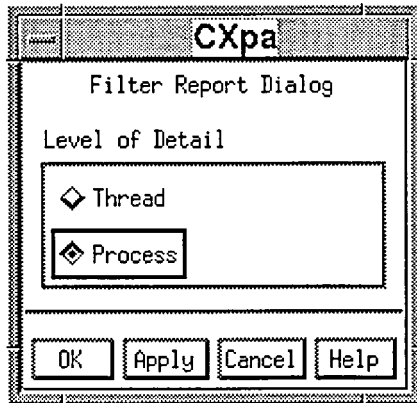 CXpa
Filter Report Dialog
Level of Detail
Thread
Process
OK Apply Cancel Help